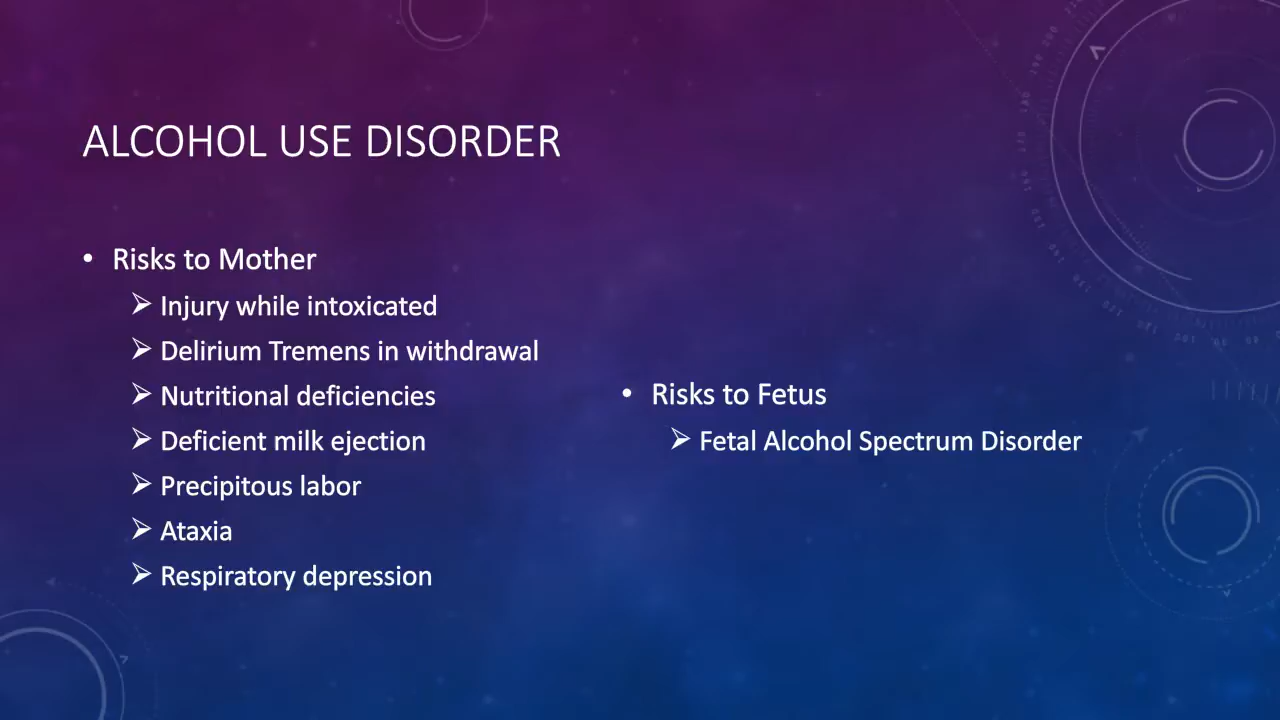 ALCOHOL USE DISORDER
• Risks to Mother
➢ Injury while intoxicated
➢ Delirium Tremens in withdrawal
➢ Nutritional deficiencies
➢ Deficient milk ejection
➢ Precipitous labor
➢ Ataxia
➢ Respiratory depression
• Risks to Fetus
➢ Fetal Alcohol Spectrum Disorder